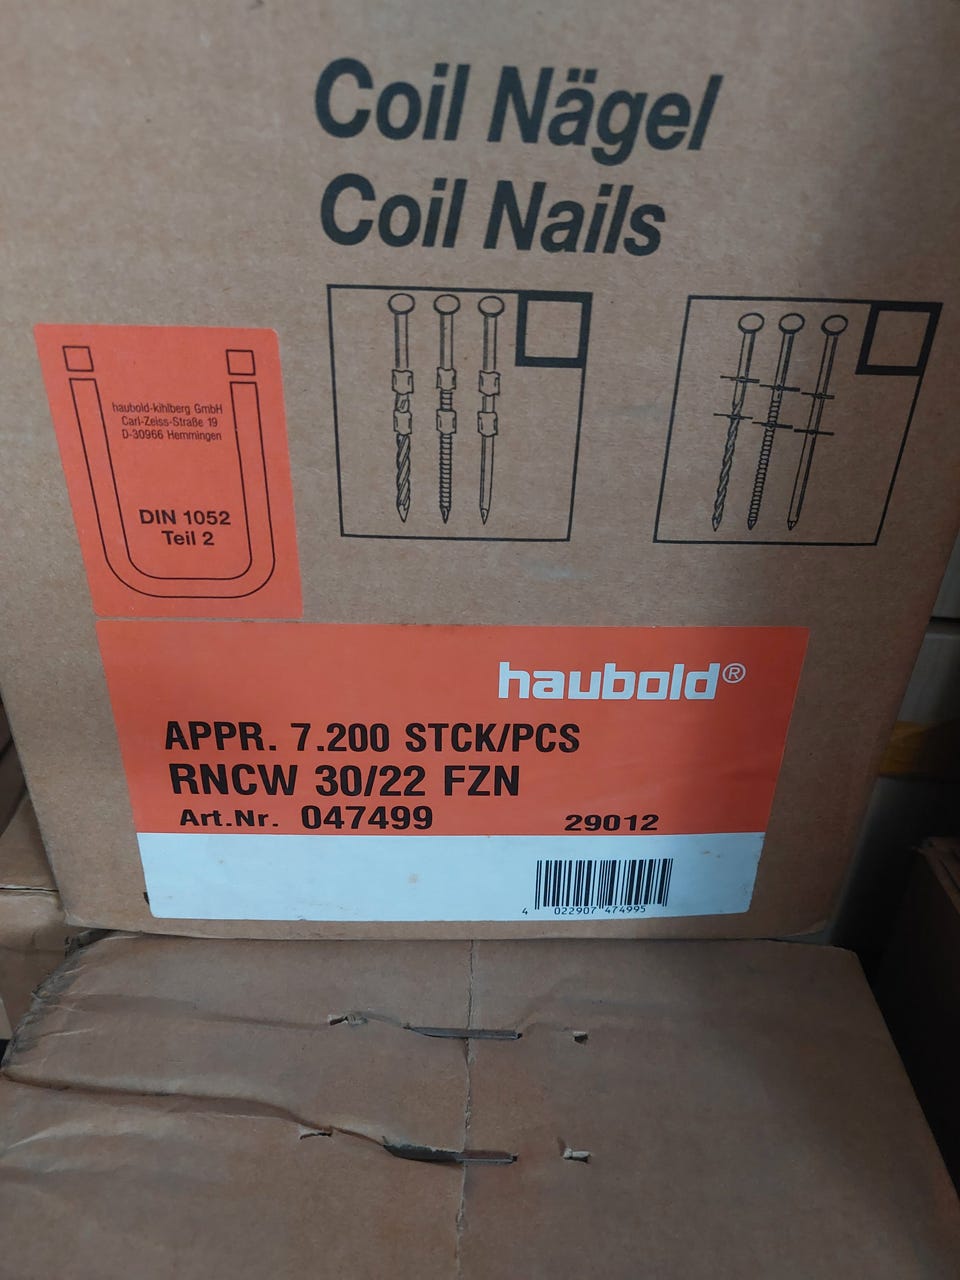 Coil Nägel
Coil Nails
haubold-kihlberg GmbH
Carl-Zeiss-Straße 19
D-30966 Hemmingen
DIN 1052
Teil 2
haubold®
APPR. 7.200 STCK/PCS
RNCW 30/22 FZN
Art.Nr. 047499 29012
4 022907 474995